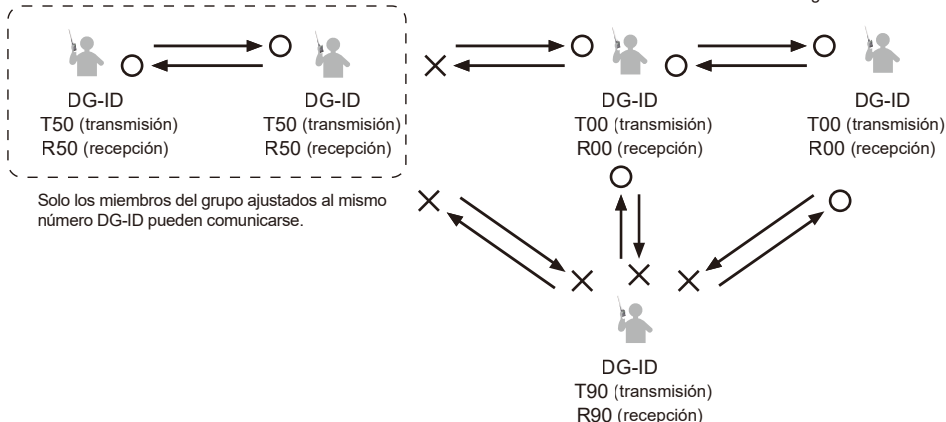 DG-ID
T50 (transmisión)
R50 (recepción)
DG-ID
T50 (transmisión)
R50 (recepción)
DG-ID
T00 (transmisión)
R00 (recepción)
DG-ID
T00 (transmisión)
R00 (recepción)
Solo los miembros del grupo ajustados al mismo
número DG-ID pueden comunicarse.
DG-ID
T90 (transmisión)
R90 (recepción)